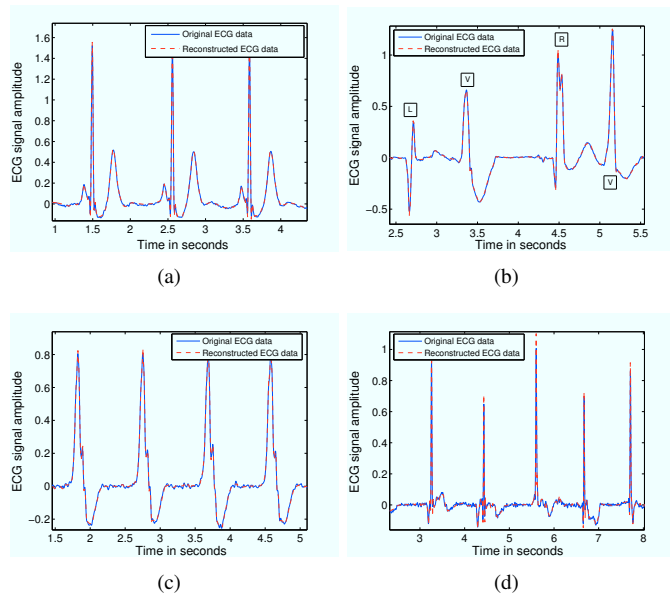 Original ECG data
Reconstructed ECG data
ECG signal amplitude
1.6
1.4
1.2
1
0.8
0.6
0.4
0.2
0
1
1.5
2
2.5
3
3.5
4
Time in seconds
(a)
Original ECG data
Reconstructed ECG data
R
V
L
V
ECG signal amplitude
1
0.5
0
−0.5
2.5
3
3.5
4
4.5
5
5.5
Time in seconds
(b)
Original ECG data
Reconstructed ECG data
ECG signal amplitude
0.8
0.6
0.4
0.2
0
−0.2
1.5
2
2.5
3
3.5
4
4.5
5
Time in seconds
(c)
Original ECG data
Reconstructed ECG data
ECG signal amplitude
1
0.8
0.6
0.4
0.2
0
3
4
5
6
7
8
Time in seconds
(d)